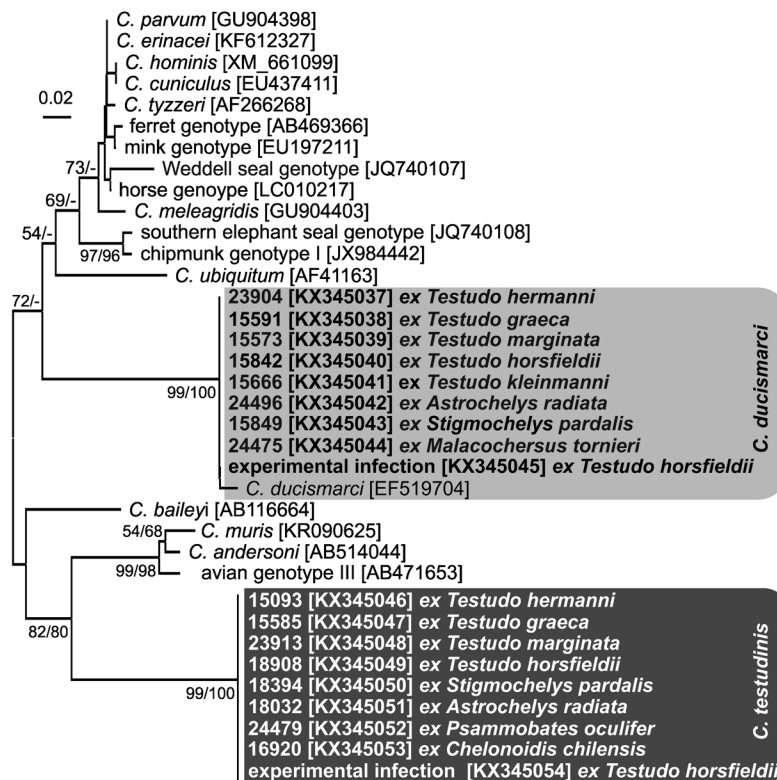 C. parvum [GU904398]
C. erinacei [KF612327]
C. hominis [XM_661099]
C. cuniculus [EU437411]
0.02
C. tyzzeri [AF266268]
ferret genotype [AB469366]
mink genotype [EU197211]
73/-
Weddell seal genotype [JQ740107]
horse genoype [LC010217]
69/-
C. meleagridis [GU904403]
54/-
southern elephant seal genotype [JQ740108]
97/96
chipmunk genotype I [JX984442]
C. ubiquitum [AF41163]
72/-
23904 [KX345037] ex Testudo hermanni
15591 [KX345038] ex Testudo graeca
15573 [KX345039] ex Testudo marginata
15842 [KX345040] ex Testudo horsfieldii
15666 [KX345041] ex Testudo kleinmanni
99/100
24496 [KX345042] ex Astrochelys radiata
15849 [KX345043] ex Stigmochelys pardalis
24475 [KX345044] ex Malacochersus tornieri
experimental infection [KX345045] ex Testudo horsfieldii
C. ducismarci [EF519704]
C. ducismarci
C. baileyi [AB116664]
54/68
C. muris [KR090625]
C. andersoni [AB514044]
99/98
avian genotype III [AB471653]
82/80
15093 [KX345046] ex Testudo hermanni
15585 [KX345047] ex Testudo graeca
23913 [KX345048] ex Testudo marginata
18908 [KX345049] ex Testudo horsfieldii
99/100
18394 [KX345050] ex Stigmochelys pardalis
18032 [KX345051] ex Astrochelys radiata
24479 [KX345052] ex Psammobates oculifer
16920 [KX345053] ex Chelonoidis chilensis
experimental infection [KX345054] ex Testudo horsfieldii
C. testudinis